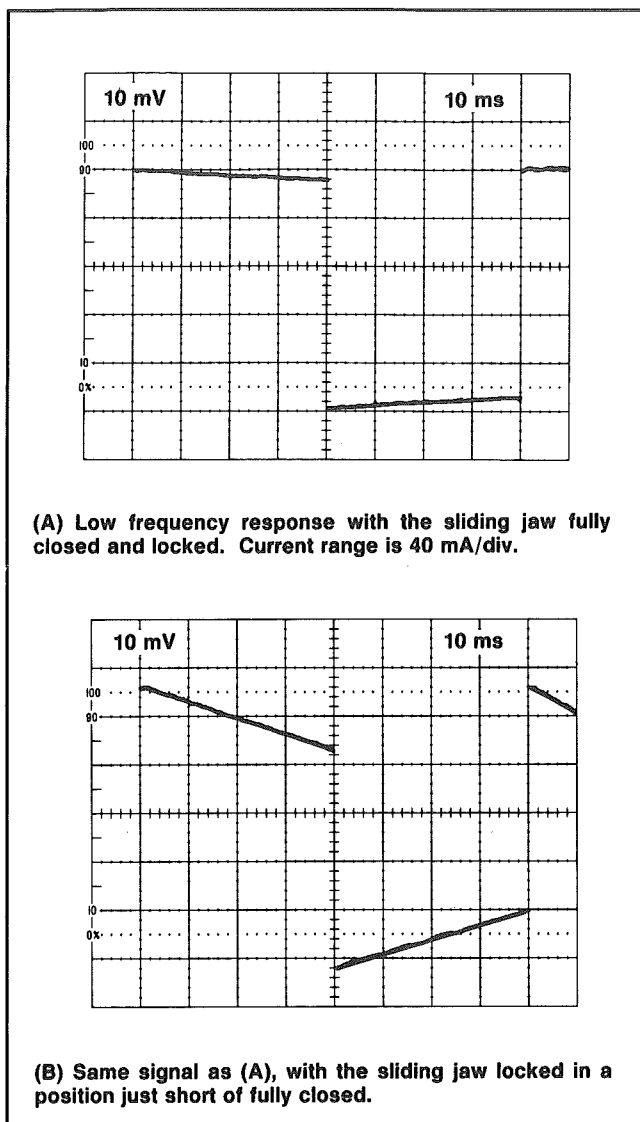 10 mV 10 ms
100
90
10
0%
(A) Low frequency response with the sliding jaw fully
closed and locked. Current range is 40 mA/div.
10 mV 10 ms
100
90
10
0%
(B) Same signal as (A), with the sliding jaw locked in a
position just short of fully closed.